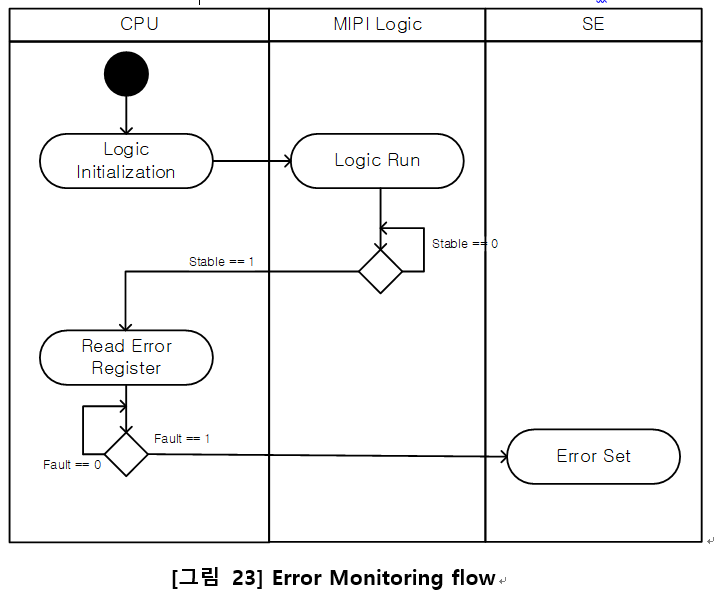 CPU
MIPI Logic
SE
Logic
Initialization
Logic Run
Stable == 0
Stable == 1
Read Error
Register
Fault == 1
Fault == 0
Error Set
[그림 23] Error Monitoring flow